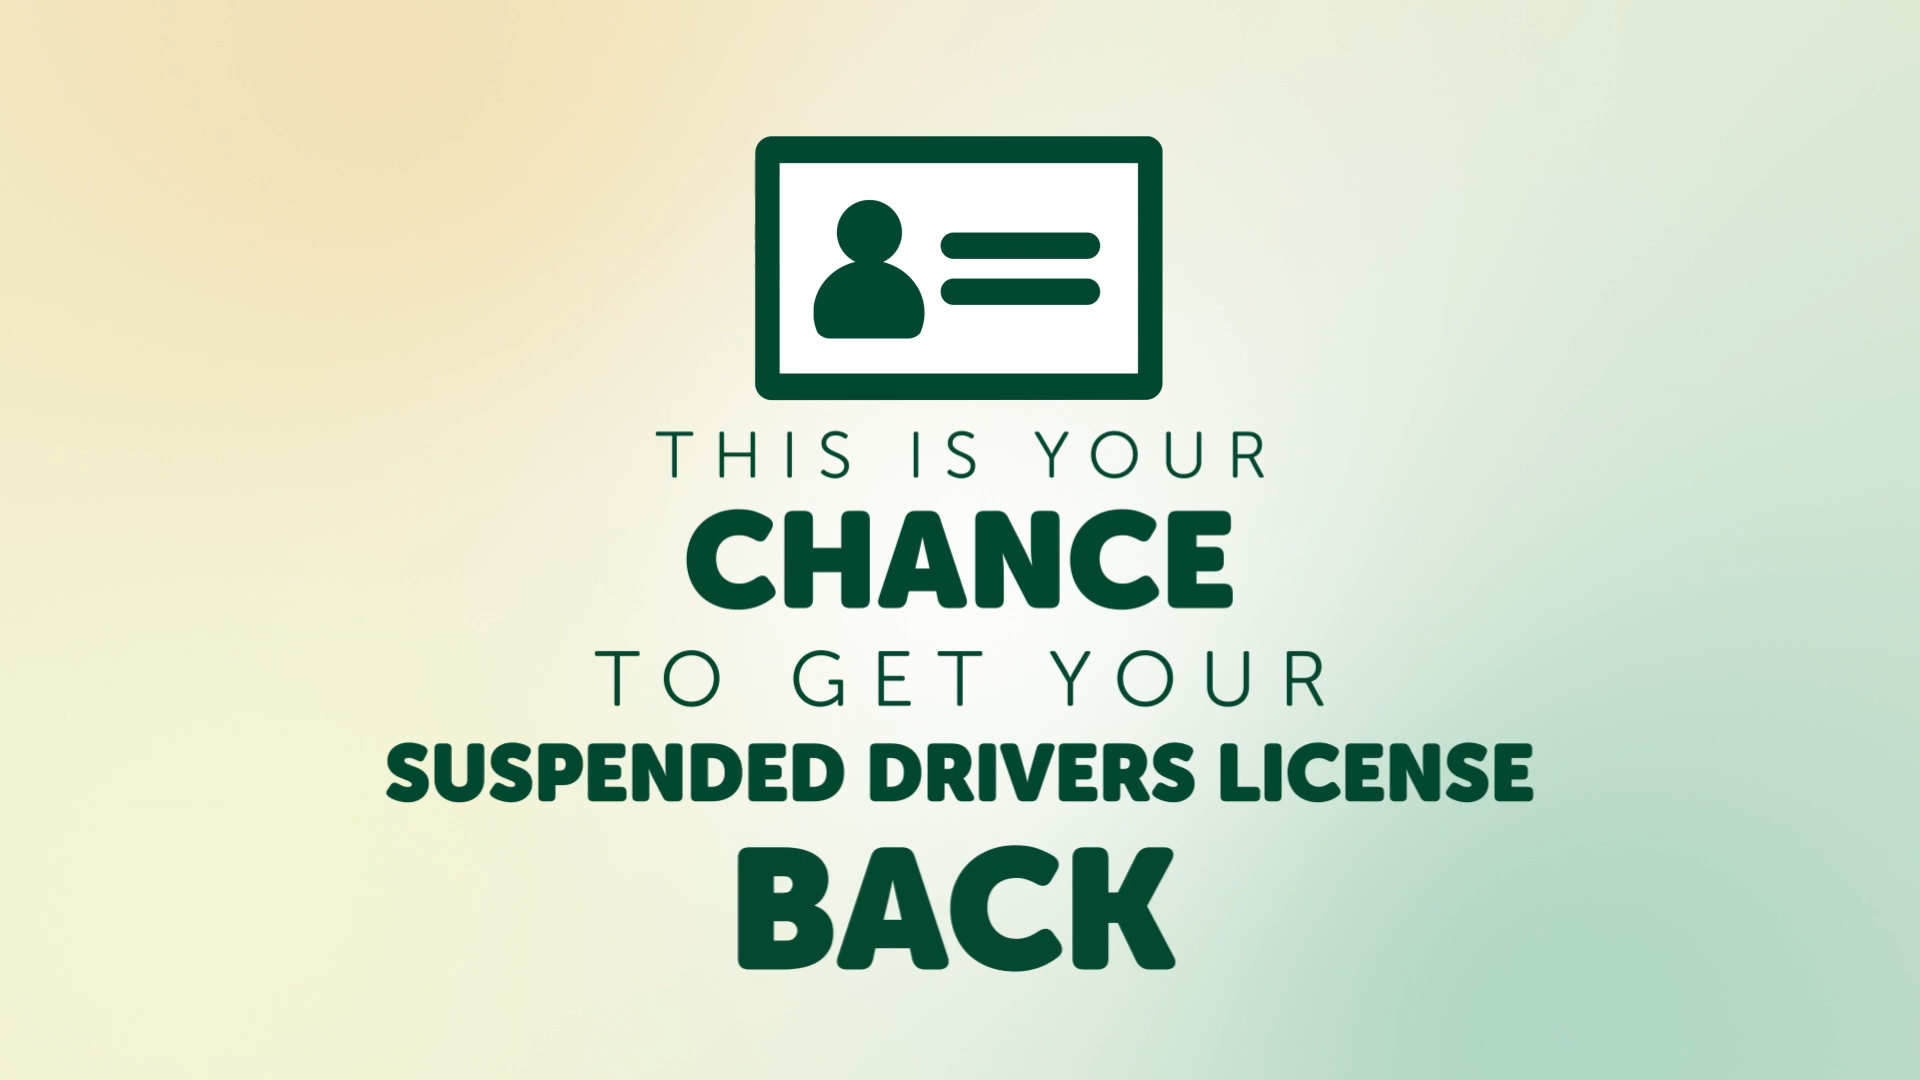 THIS IS YOUR
CHANCE
TO GET YOUR
SUSPENDED DRIVERS LICENSE
BACK